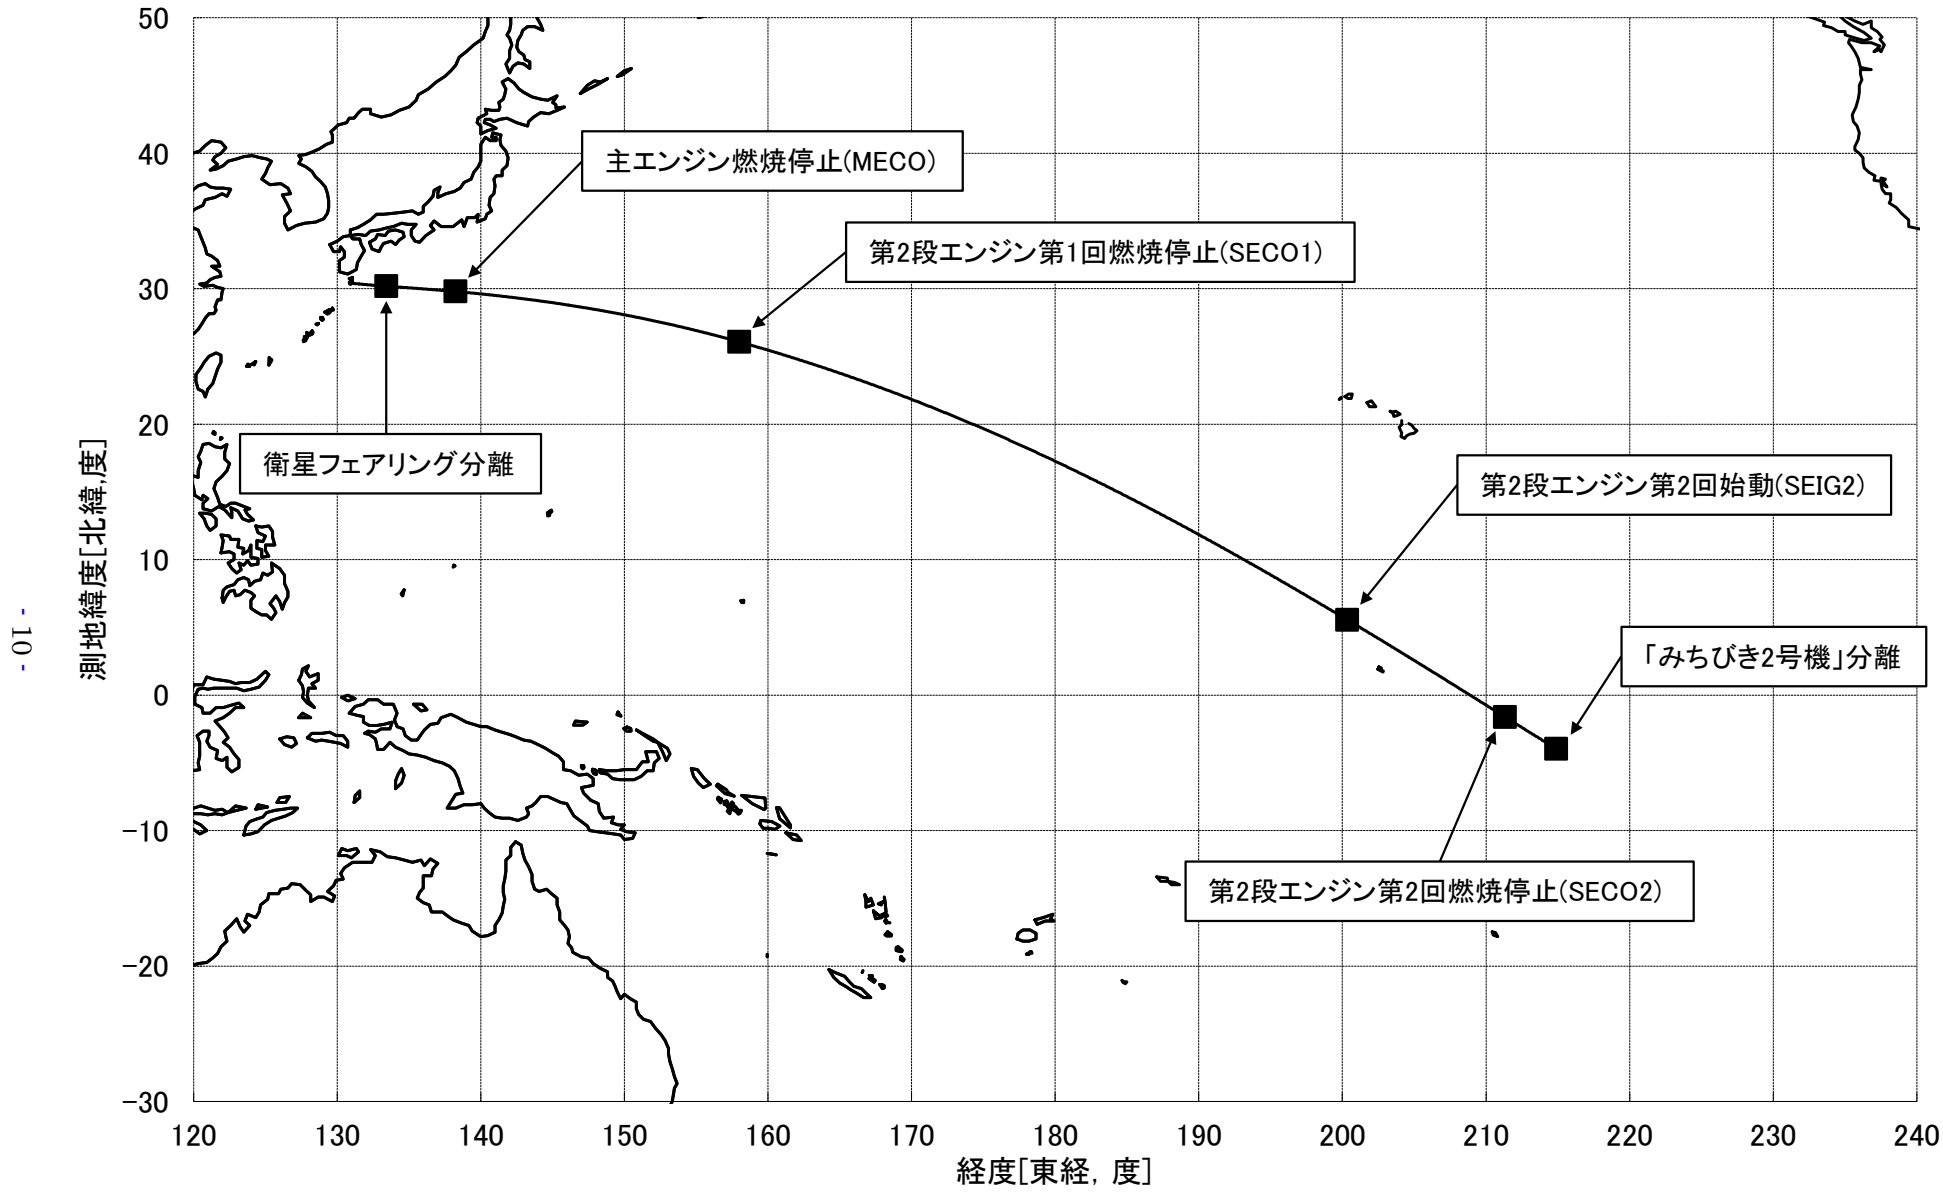 50
40
30
20
10
0
−10
−20
−30
120
130
140
150
160
170
180
190
200
210
220
230
240
測地緯度[北緯,度]
経度[東経, 度]
主エンジン燃焼停止(MECO)
第2段エンジン第1回燃焼停止(SECO1)
衛星フェアリング分離
第2段エンジン第2回始動(SEIG2)
「みちびき2号機」分離
第2段エンジン第2回燃焼停止(SECO2)
- 10 -